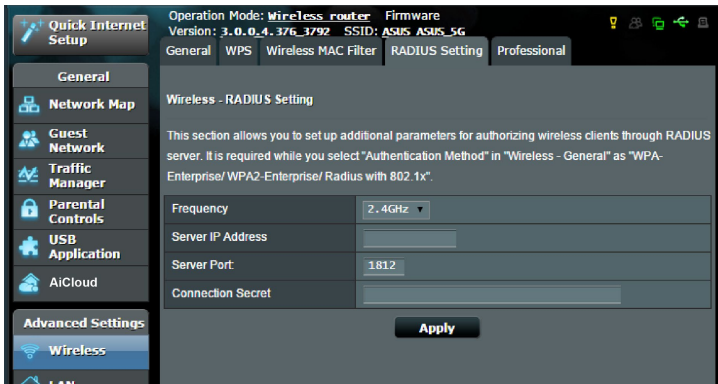 Quick Internet
Setup
Operation Mode: Wireless router Firmware
Version: 3.0.0.4.376_3792 SSID: ASUS ASUS_5G
General WPS Wireless MAC Filter RADIUS Setting Professional
General
Network Map
Guest
Network
Traffic
Manager
Parental
Controls
USB
Application
AiCloud
Advanced Settings
Wireless
LAN
Wireless - RADIUS Setting
This section allows you to set up additional parameters for authorizing wireless clients through RADIUS
server. It is required while you select "Authentication Method" in "Wireless - General" as "WPA-
Enterprise/ WPA2-Enterprise/ Radius with 802.1x".
Frequency 2.4GHz
Server IP Address
Server Port: 1812
Connection Secret
Apply